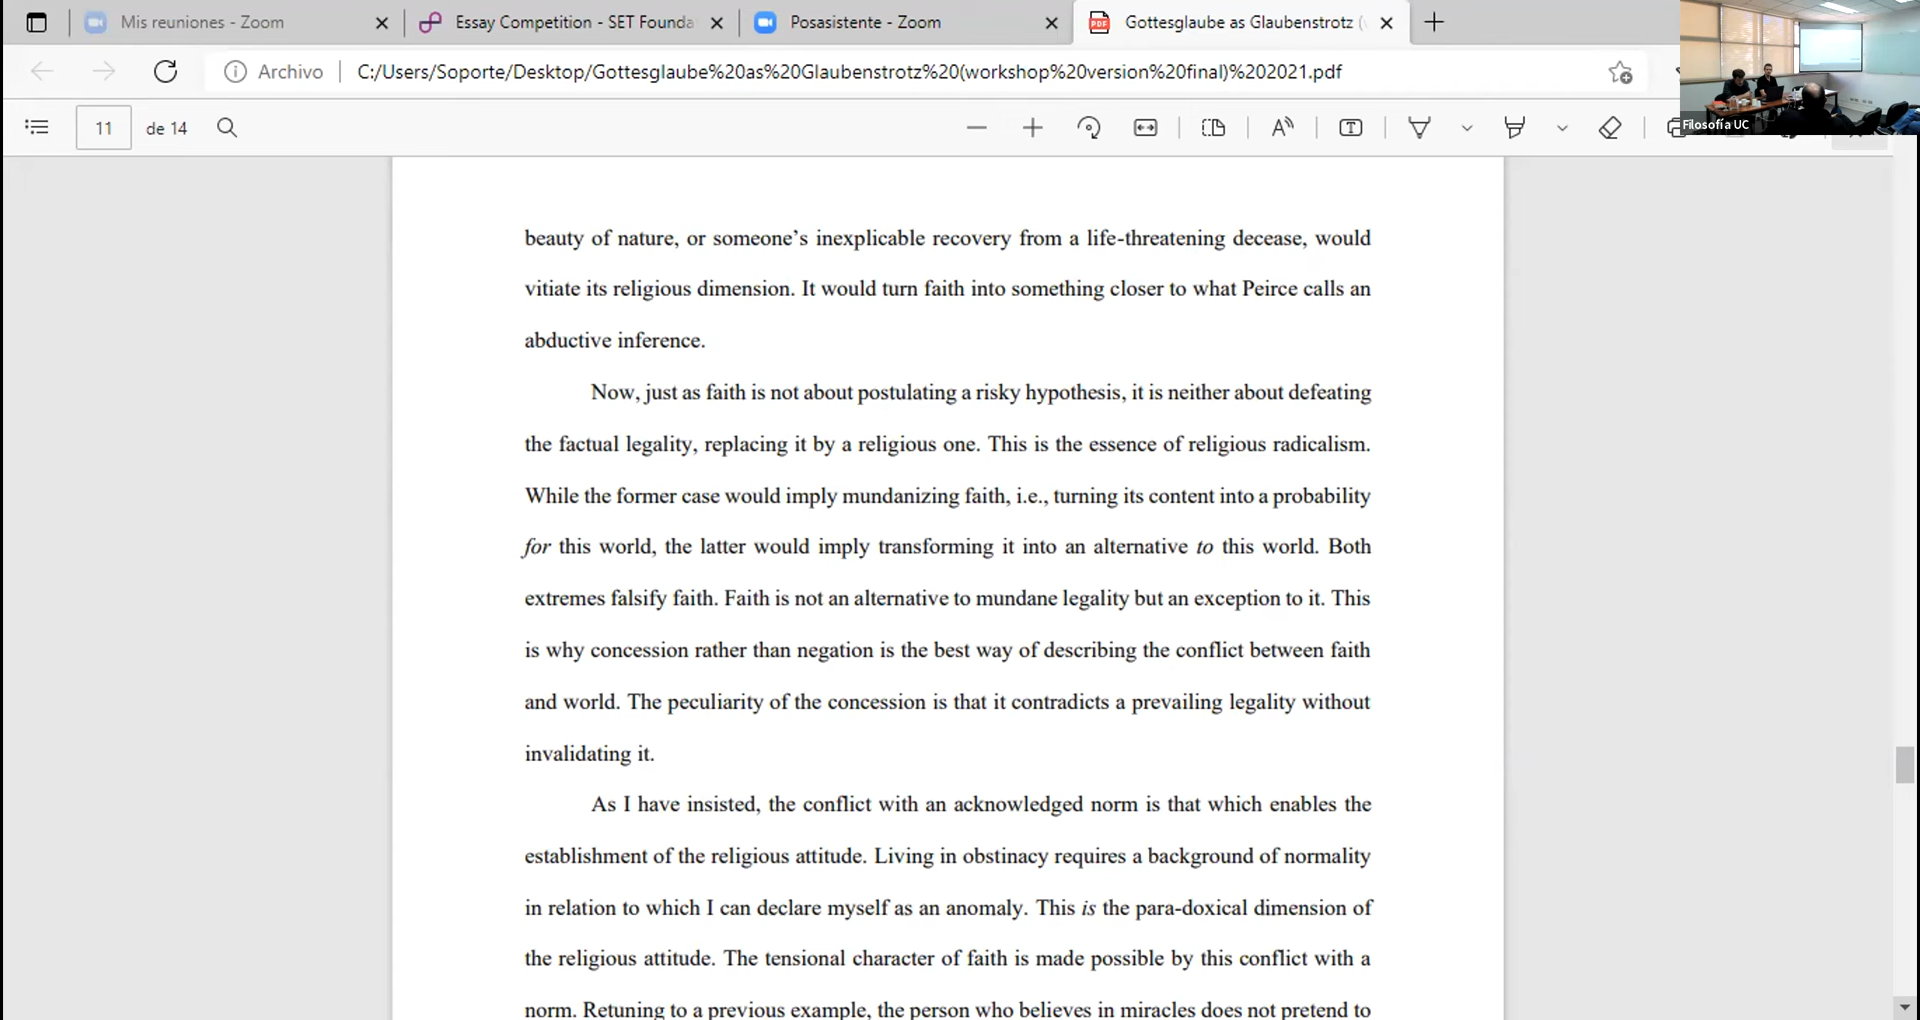 Mis reuniones - Zoom
Essay Competition - SET Founda
Posasistente - Zoom
Gottesglaube as Glaubenstrotz (
Archivo
C:/Users/Soporte/Desktop/Gottesglaube%20as%20Glaubenstrotz%20(workshop%20version%20final)%202021.pdf
11 de 14
Filosofía UC
beauty of nature, or someone’s inexplicable recovery from a life-threatening decease, would
vitiate its religious dimension. It would turn faith into something closer to what Peirce calls an
abductive inference.
Now, just as faith is not about postulating a risky hypothesis, it is neither about defeating
the factual legality, replacing it by a religious one. This is the essence of religious radicalism.
While the former case would imply mundanizing faith, i.e., turning its content into a probability
for this world, the latter would imply transforming it into an alternative to this world. Both
extremes falsify faith. Faith is not an alternative to mundane legality but an exception to it. This
is why concession rather than negation is the best way of describing the conflict between faith
and world. The peculiarity of the concession is that it contradicts a prevailing legality without
invalidating it.
As I have insisted, the conflict with an acknowledged norm is that which enables the
establishment of the religious attitude. Living in obstinacy requires a background of normality
in relation to which I can declare myself as an anomaly. This is the para-doxical dimension of
the religious attitude. The tensional character of faith is made possible by this conflict with a
norm. Retuning to a previous example, the person who believes in miracles does not pretend to